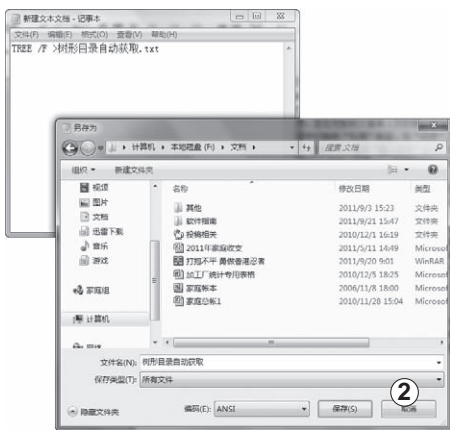 新建文本文档 - 记事本
文件(F) 编辑(E) 格式(O) 查看(V) 帮助(H)
TREE /F >树形目录自动获取.txt
另存为
计算机 ▸ 本地磁盘 (F:) ▸ 文档 ▸
搜索 文档
组织 新建文件夹
视频
图片
文档
迅雷下载
音乐
游戏
家庭组
计算机
网络
名称 修改日期 类型
其他 2011/9/3 15:23 文件夹
软件指南 2011/9/21 15:47 文件夹
投稿相关 2010/12/1 16:19 文件夹
2011年家庭收支 2011/5/11 14:49 Microsof
打抱不平 勇做香港忍者 2011/9/20 9:01 WinRAR
加工厂统计专用表格 2010/12/5 18:25 Microsof
家庭帐本 2006/11/8 18:00 Microsof
家庭总帐1 2010/11/28 15:04 Microsof
文件名(N): 树形目录自动获取
保存类型(T): 所有文件
隐藏文件夹 编码(E): ANSI 保存(S) 取消
2